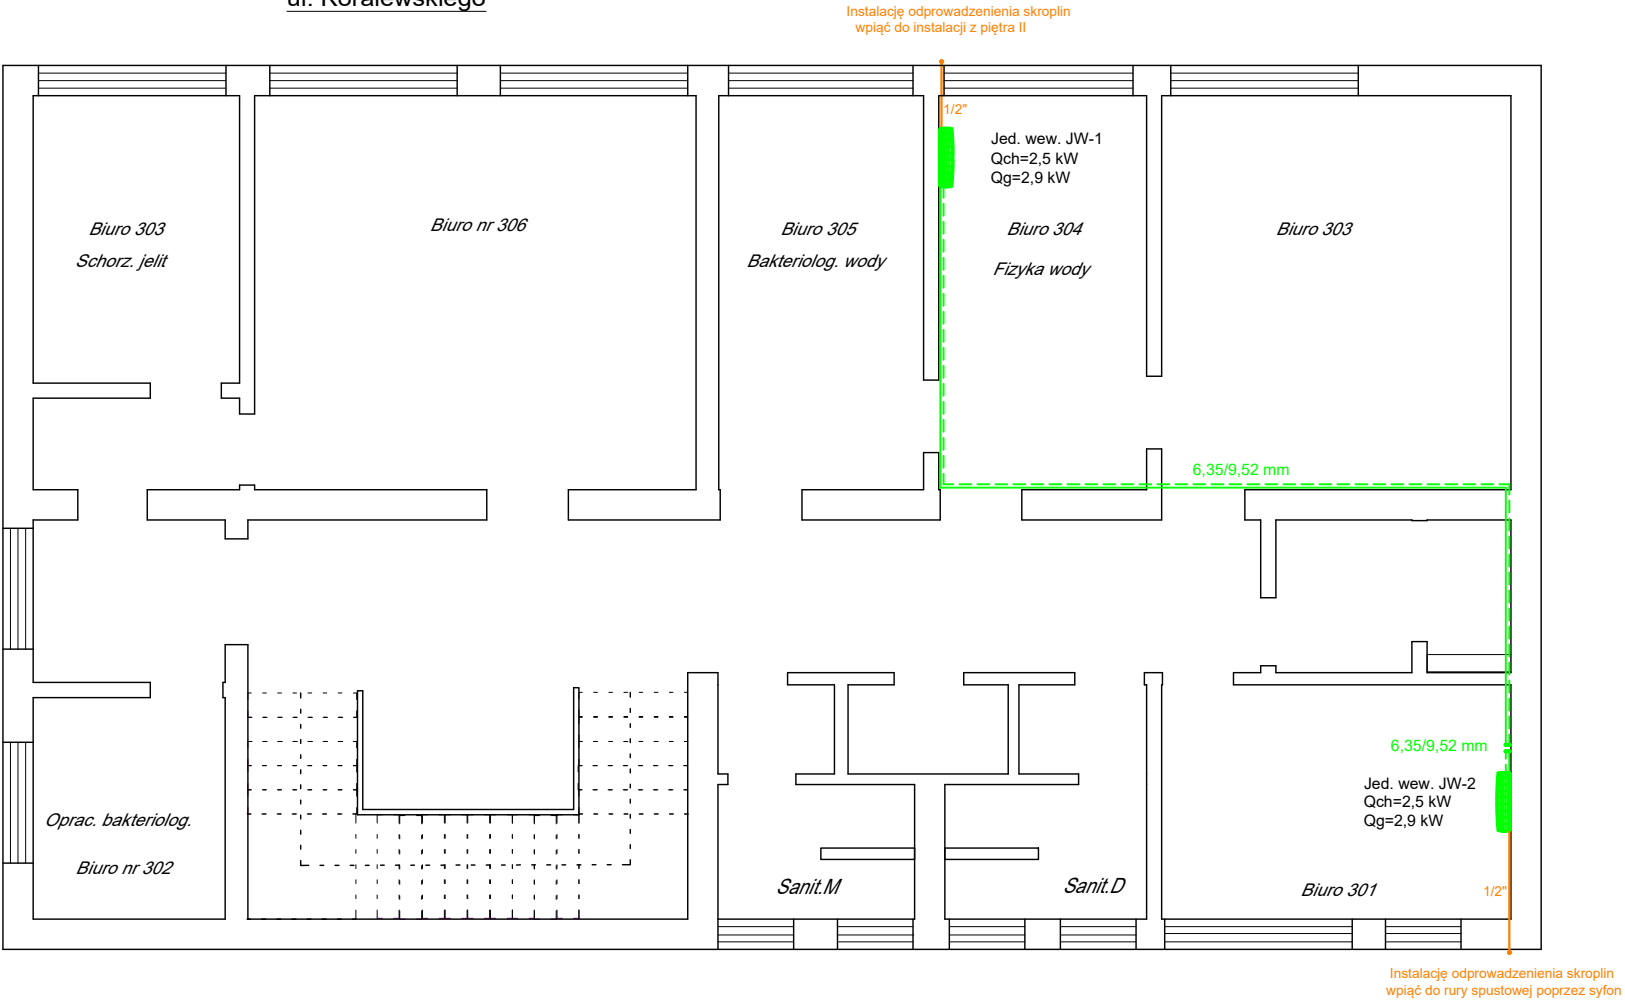 ul. Koralewskiego
Instalację odprowadzenienia skroplin
wpiąć do instalacji z piętra II
1/2"
Jed. wew. JW-1
Qch=2,5 kW
Qg=2,9 kW
Biuro 303
Schorz. jelit
Biuro nr 306
Biuro 305
Bakteriolog. wody
Biuro 304
Fizyka wody
Biuro 303
6,35/9,52 mm
6,35/9,52 mm
Jed. wew. JW-2
Qch=2,5 kW
Qg=2,9 kW
Oprac. bakteriolog.
Biuro nr 302
Sanit.M
Sanit.D
Biuro 301
1/2"
Instalację odprowadzenienia skroplin
wpiąć do rury spustowej poprzez syfon